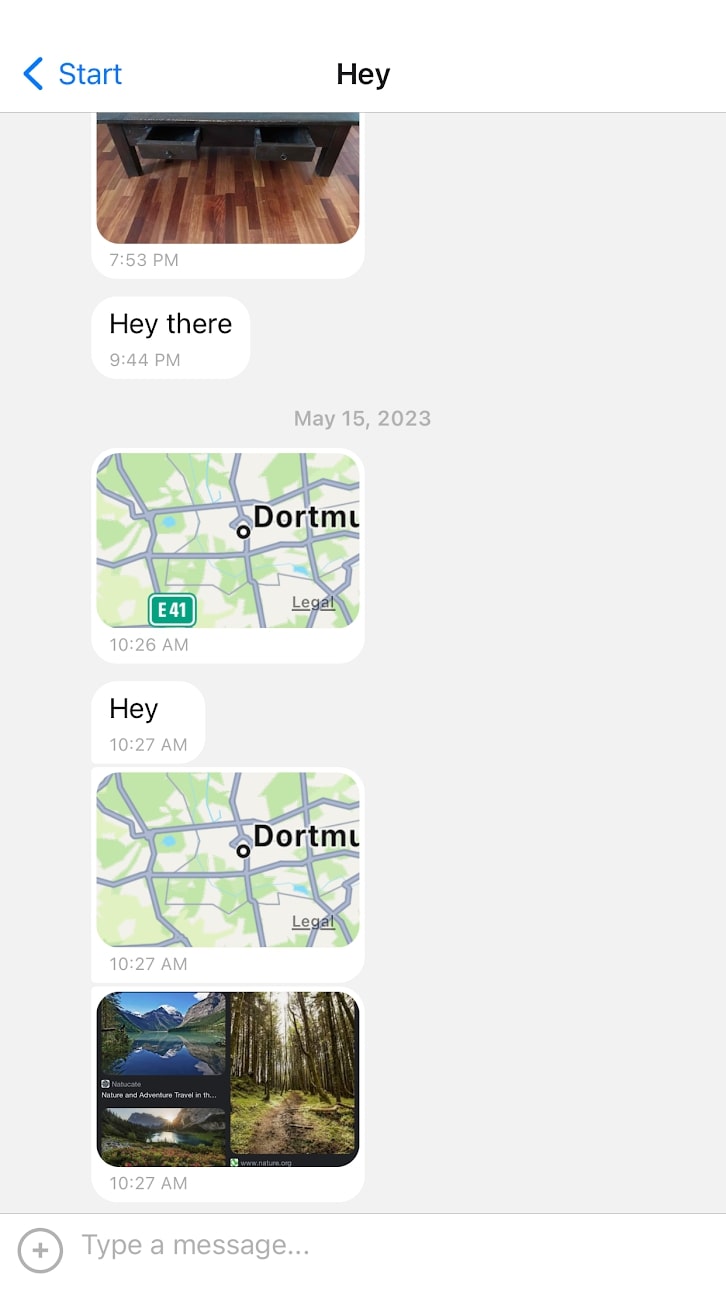 Start
Hey
7:53 PM
Hey there
9:44 PM
May 15, 2023
Dortmu
E 41
Legal
10:26 AM
Hey
10:27 AM
Dortmu
Legal
10:27 AM
Natucate
Nature and Adventure Travel in th...
www.nature.org
10:27 AM
Type a message...